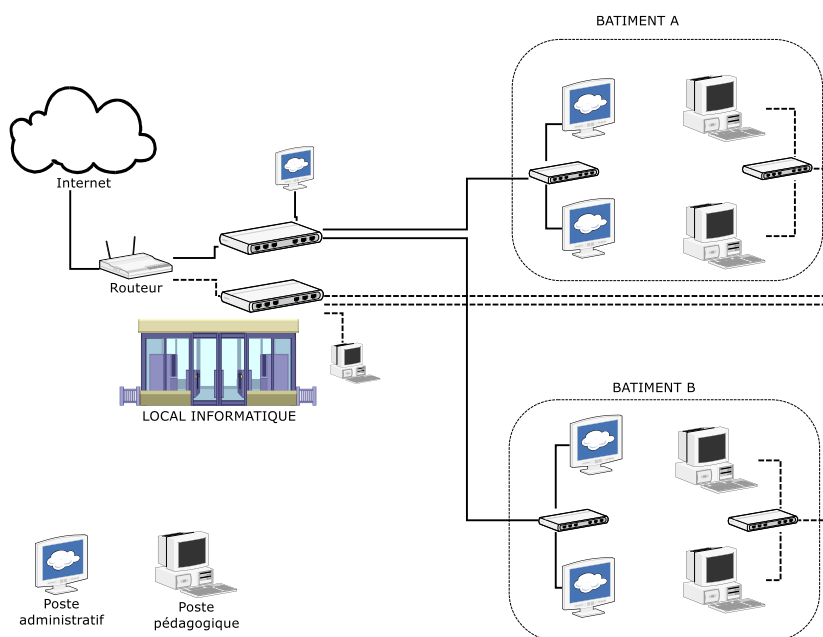 BATIMENT A
Internet
Routeur
LOCAL INFORMATIQUE
BATIMENT B
Poste
administratif
Poste
pédagogique